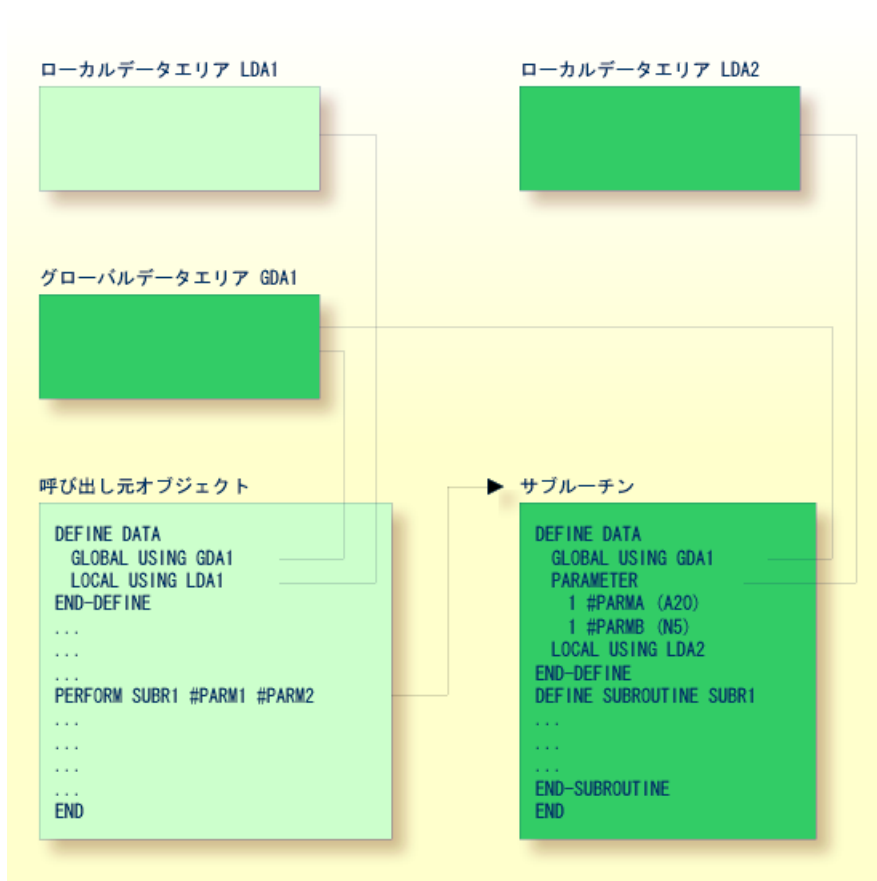 ローカルデータエリア LDA1
ローカルデータエリア LDA2
グローバルデータエリア GDA1
呼び出し元オブジェクト
DEFINE DATA
GLOBAL USING GDA1
LOCAL USING LDA1
END-DEFINE
...
...
...
PERFORM SUBR1 #PARM1 #PARM2
...
...
...
...
END
サブルーチン
DEFINE DATA
GLOBAL USING GDA1
PARAMETER
1 #PARMA (A20)
1 #PARMB (N5)
LOCAL USING LDA2
END-DEFINE
DEFINE SUBROUTINE SUBR1
...
...
...
END-SUBROUTINE
END